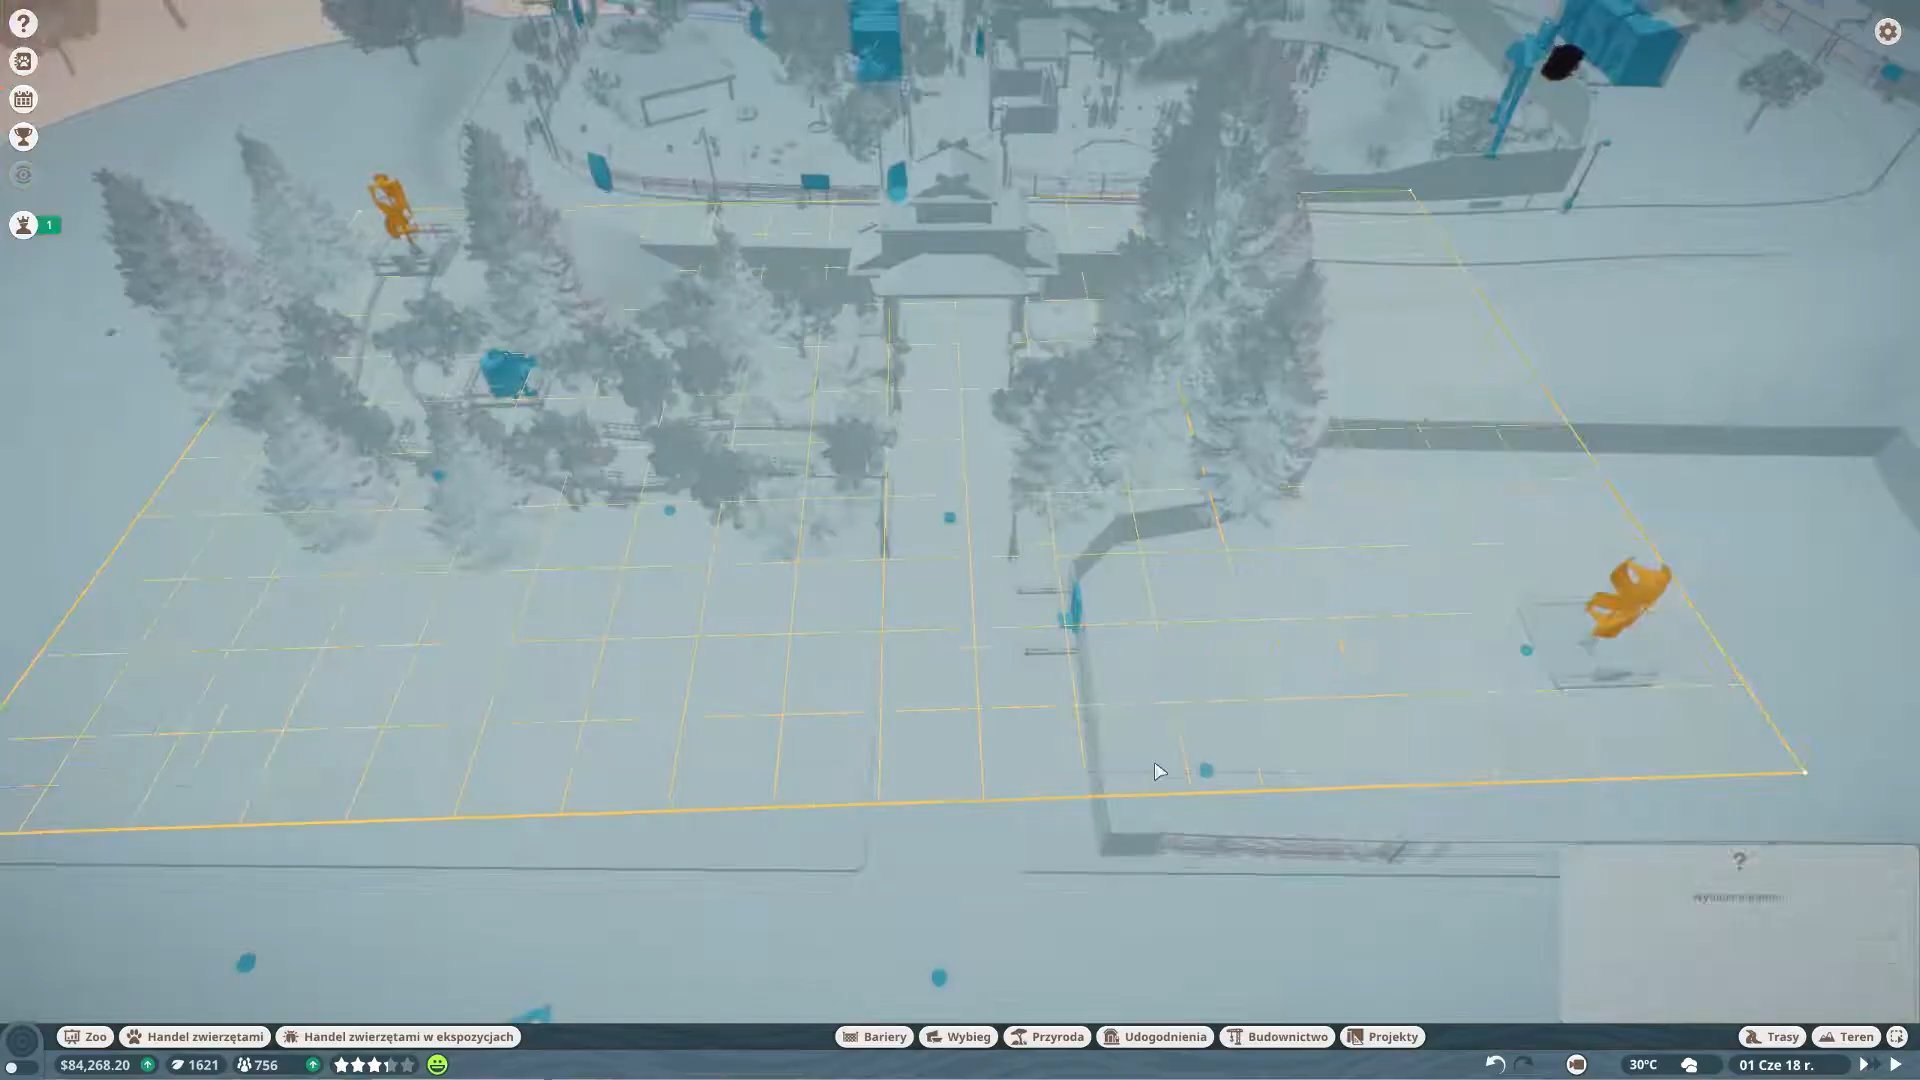 ?
1
?
Zoo
Handel zwierzętami
Handel zwierzętami w ekspozycjach
Bariery
Wybieg
Przyroda
Udogodnienia
Budownictwo
Projekty
Trasy
Teren
$84,268.20
1621
756
30°C
01 Cze 18 r.